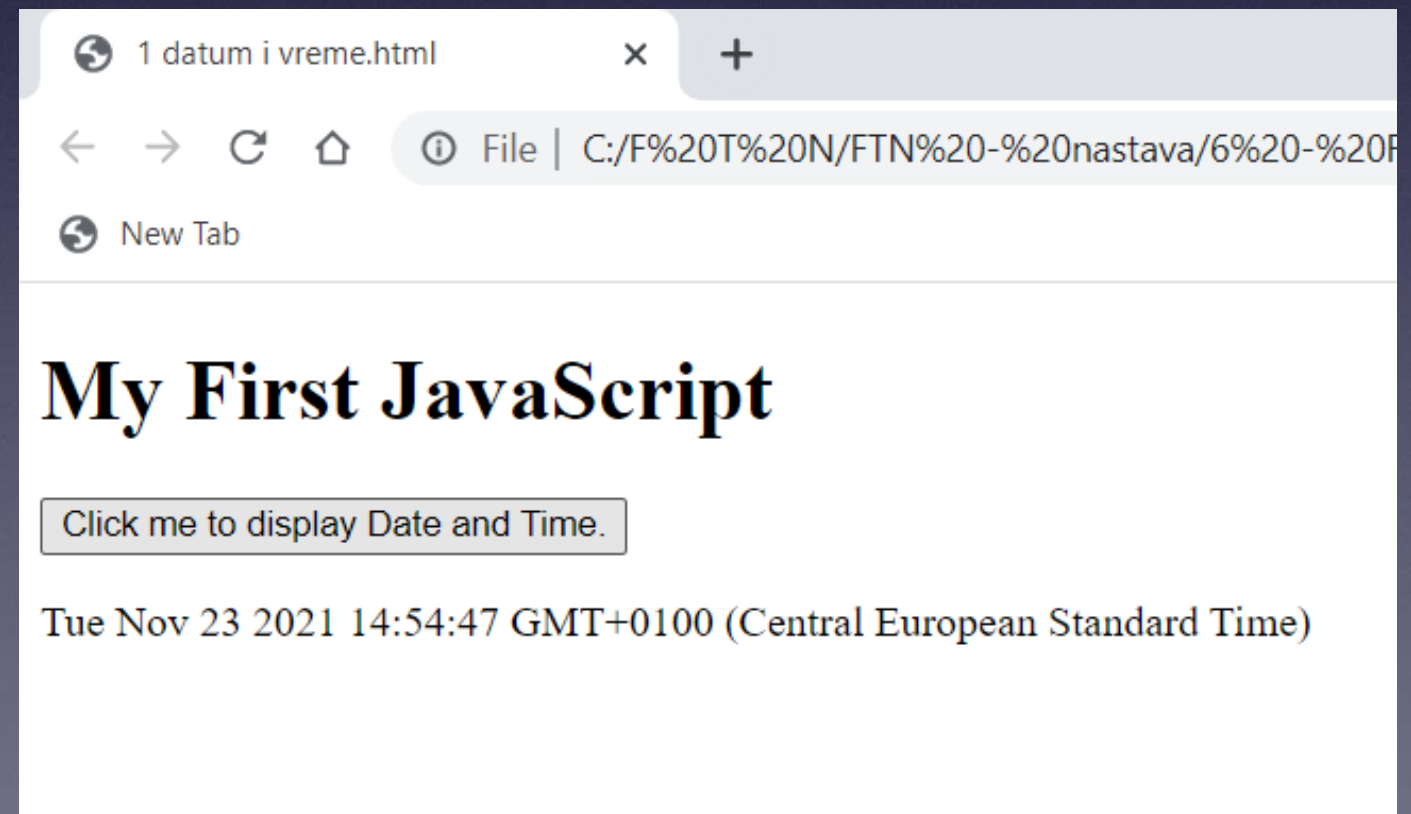 1 datum i vreme.html
File | C:/F%20T%20N/FTN%20-%20nastava/6%20-%20
New Tab
My First JavaScript
Click me to display Date and Time.
Tue Nov 23 2021 14:54:47 GMT+0100 (Central European Standard Time)